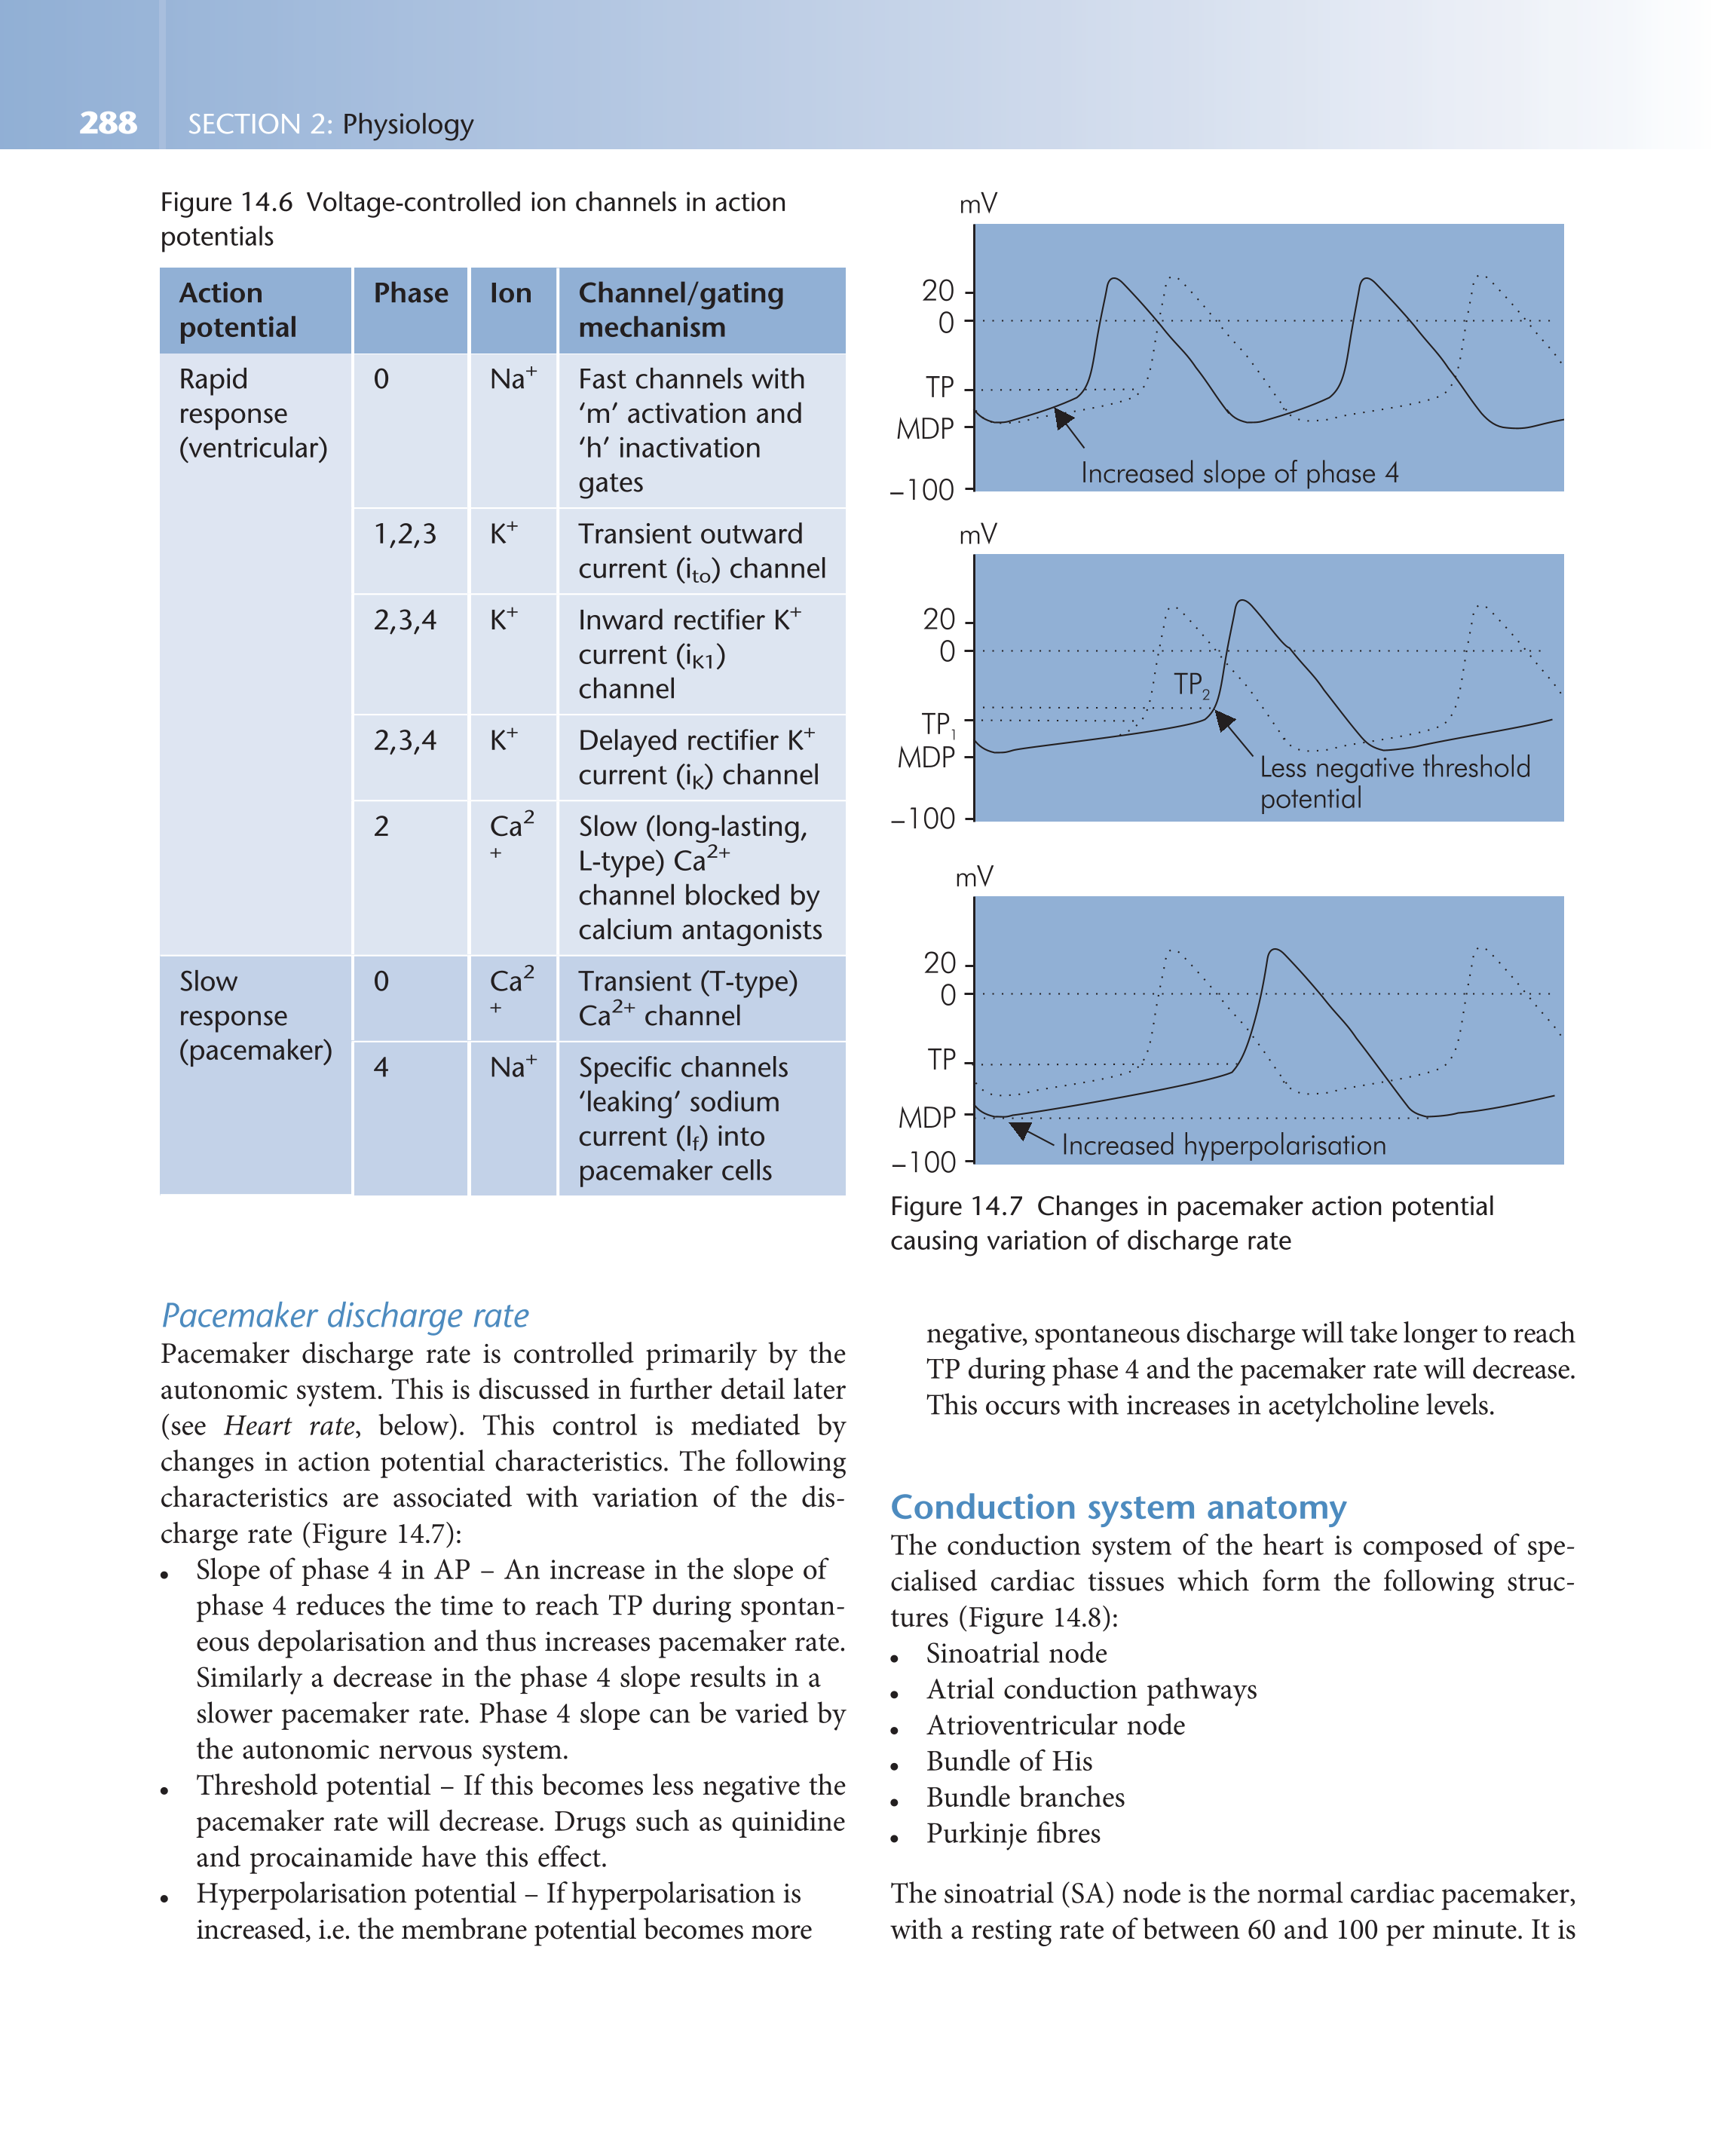 288 SECTION 2: Physiology
Figure 14.6 Voltage-controlled ion channels in action
potentials
Action
potential
Phase
Ion
Channel/gating
mechanism
Rapid
response
(ventricular)
0
Na⁺
Fast channels with
‘m’ activation and
‘h’ inactivation
gates
1,2,3
K⁺
Transient outward
current (iₜₒ) channel
2,3,4
K⁺
Inward rectifier K⁺
current (i_K1)
channel
2,3,4
K⁺
Delayed rectifier K⁺
current (i_K) channel
2
Ca²
⁺
Slow (long-lasting,
L-type) Ca²⁺
channel blocked by
calcium antagonists
Slow
response
(pacemaker)
0
Ca²
⁺
Transient (T-type)
Ca²⁺ channel
4
Na⁺
Specific channels
‘leaking’ sodium
current (I_f) into
pacemaker cells
Pacemaker discharge rate
Pacemaker discharge rate is controlled primarily by the
autonomic system. This is discussed in further detail later
(see Heart rate, below). This control is mediated by
changes in action potential characteristics. The following
characteristics are associated with variation of the dis-
charge rate (Figure 14.7):
• Slope of phase 4 in AP – An increase in the slope of
phase 4 reduces the time to reach TP during spontan-
eous depolarisation and thus increases pacemaker rate.
Similarly a decrease in the phase 4 slope results in a
slower pacemaker rate. Phase 4 slope can be varied by
the autonomic nervous system.
• Threshold potential – If this becomes less negative the
pacemaker rate will decrease. Drugs such as quinidine
and procainamide have this effect.
• Hyperpolarisation potential – If hyperpolarisation is
increased, i.e. the membrane potential becomes more
mV
20
0
TP
MDP
–100
Increased slope of phase 4
mV
20
0
TP₂
TP₁
MDP
–100
Less negative threshold
potential
mV
20
0
TP
MDP
–100
Increased hyperpolarisation
Figure 14.7 Changes in pacemaker action potential
causing variation of discharge rate
negative, spontaneous discharge will take longer to reach
TP during phase 4 and the pacemaker rate will decrease.
This occurs with increases in acetylcholine levels.
Conduction system anatomy
The conduction system of the heart is composed of spe-
cialised cardiac tissues which form the following struc-
tures (Figure 14.8):
• Sinoatrial node
• Atrial conduction pathways
• Atrioventricular node
• Bundle of His
• Bundle branches
• Purkinje fibres
The sinoatrial (SA) node is the normal cardiac pacemaker,
with a resting rate of between 60 and 100 per minute. It is